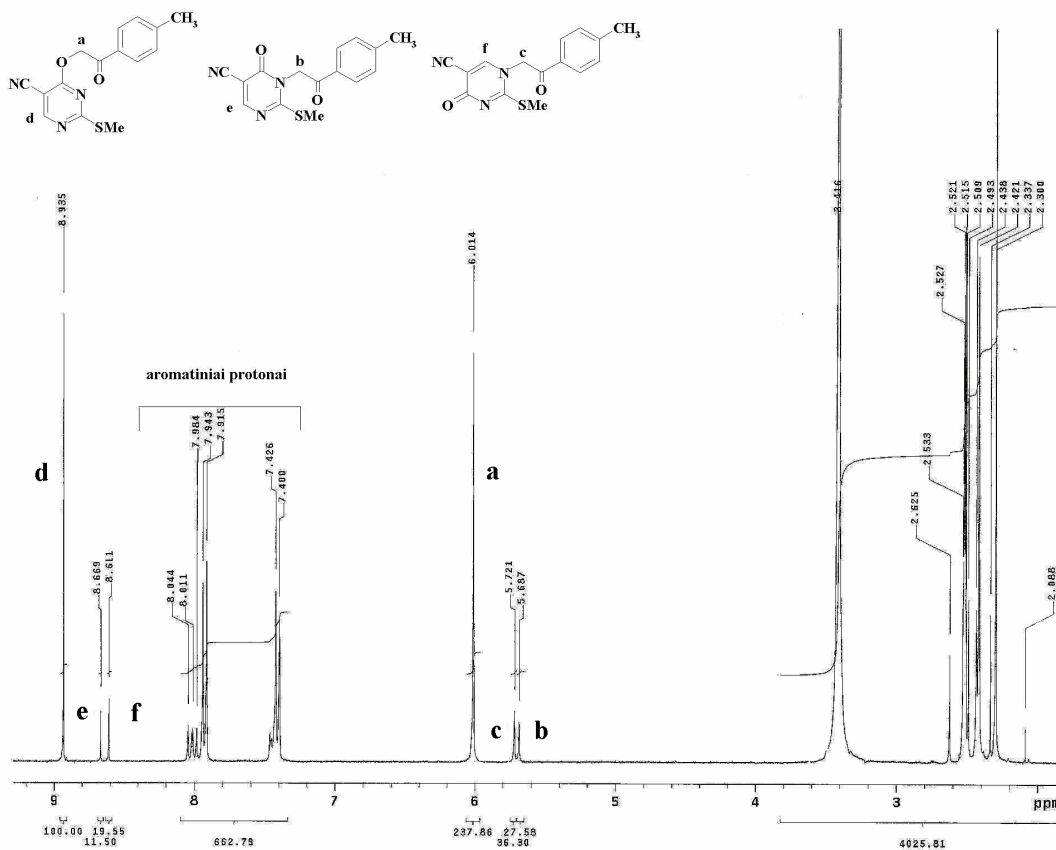 a
CH3
O
O
NC
N
d
N
SMe
O
b
CH3
NC
N
O
e
N
SMe
f
c
CH3
NC
N
O
O
N
SMe
8.935
8.669
8.611
8.044
8.011
7.984
7.943
7.915
7.426
7.400
6.014
5.721
5.687
3.416
2.625
2.533
2.527
2.521
2.515
2.509
2.493
2.438
2.421
2.337
2.300
2.088
aromatiniai protonai
d
a
e
f
c
b
9 8 7 6 5 3 2 ppm
100.00 19.55 11.50 662.79 237.86 27.58 36.30 4025.81